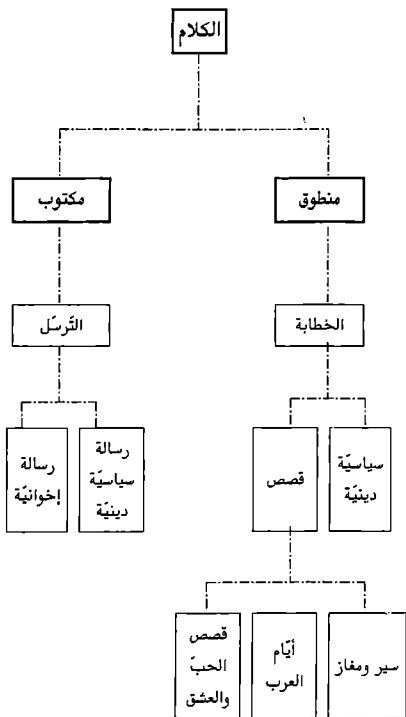 الكلام
منطوق
مكتوب
الخطابة
التّرسّل
سياسيّة
دينيّة
قصص
رسالة
سياسيّة
دينيّة
رسالة
إخوانيّة
سير ومغاز
أيّام
العرب
قصص
الحبّ
والعشق